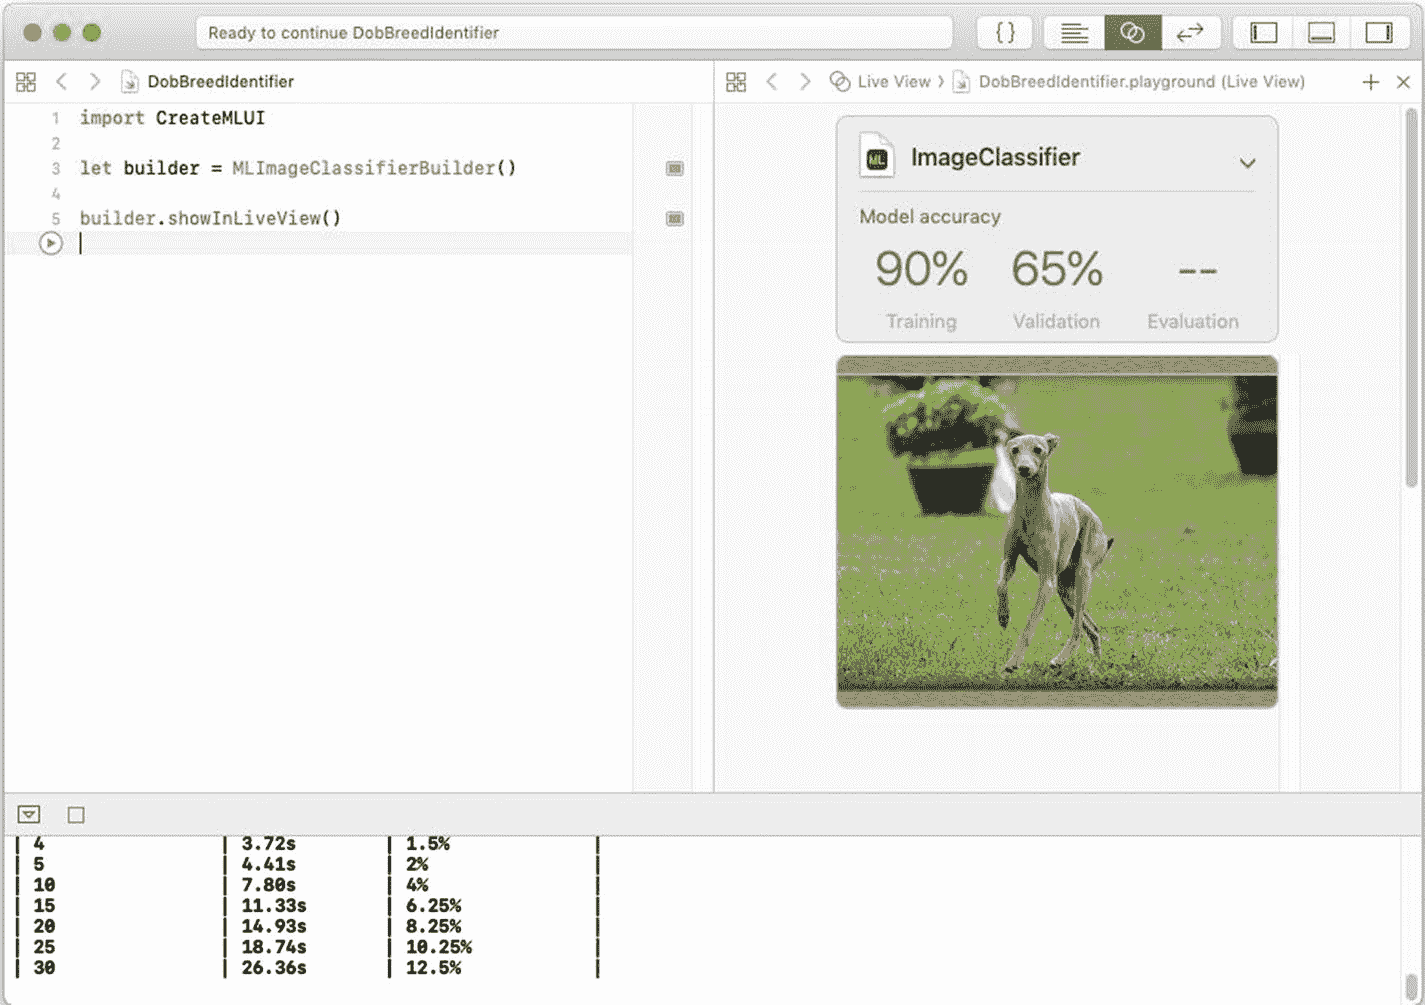 Ready to continue DobBreedIdentifier
{ }
DobBreedIdentifier
1 import CreateMLUI
2
3 let builder = MLImageClassifierBuilder()
4
5 builder.showInLiveView()
Live View 〉 DobBreedIdentifier.playground (Live View)
ML ImageClassifier
Model accuracy
90% 65% --
Training Validation Evaluation
| 4 | 3.72s | 1.5% |
| 5 | 4.41s | 2% |
| 10 | 7.80s | 4% |
| 15 | 11.33s | 6.25% |
| 20 | 14.93s | 8.25% |
| 25 | 18.74s | 10.25% |
| 30 | 26.36s | 12.5% |